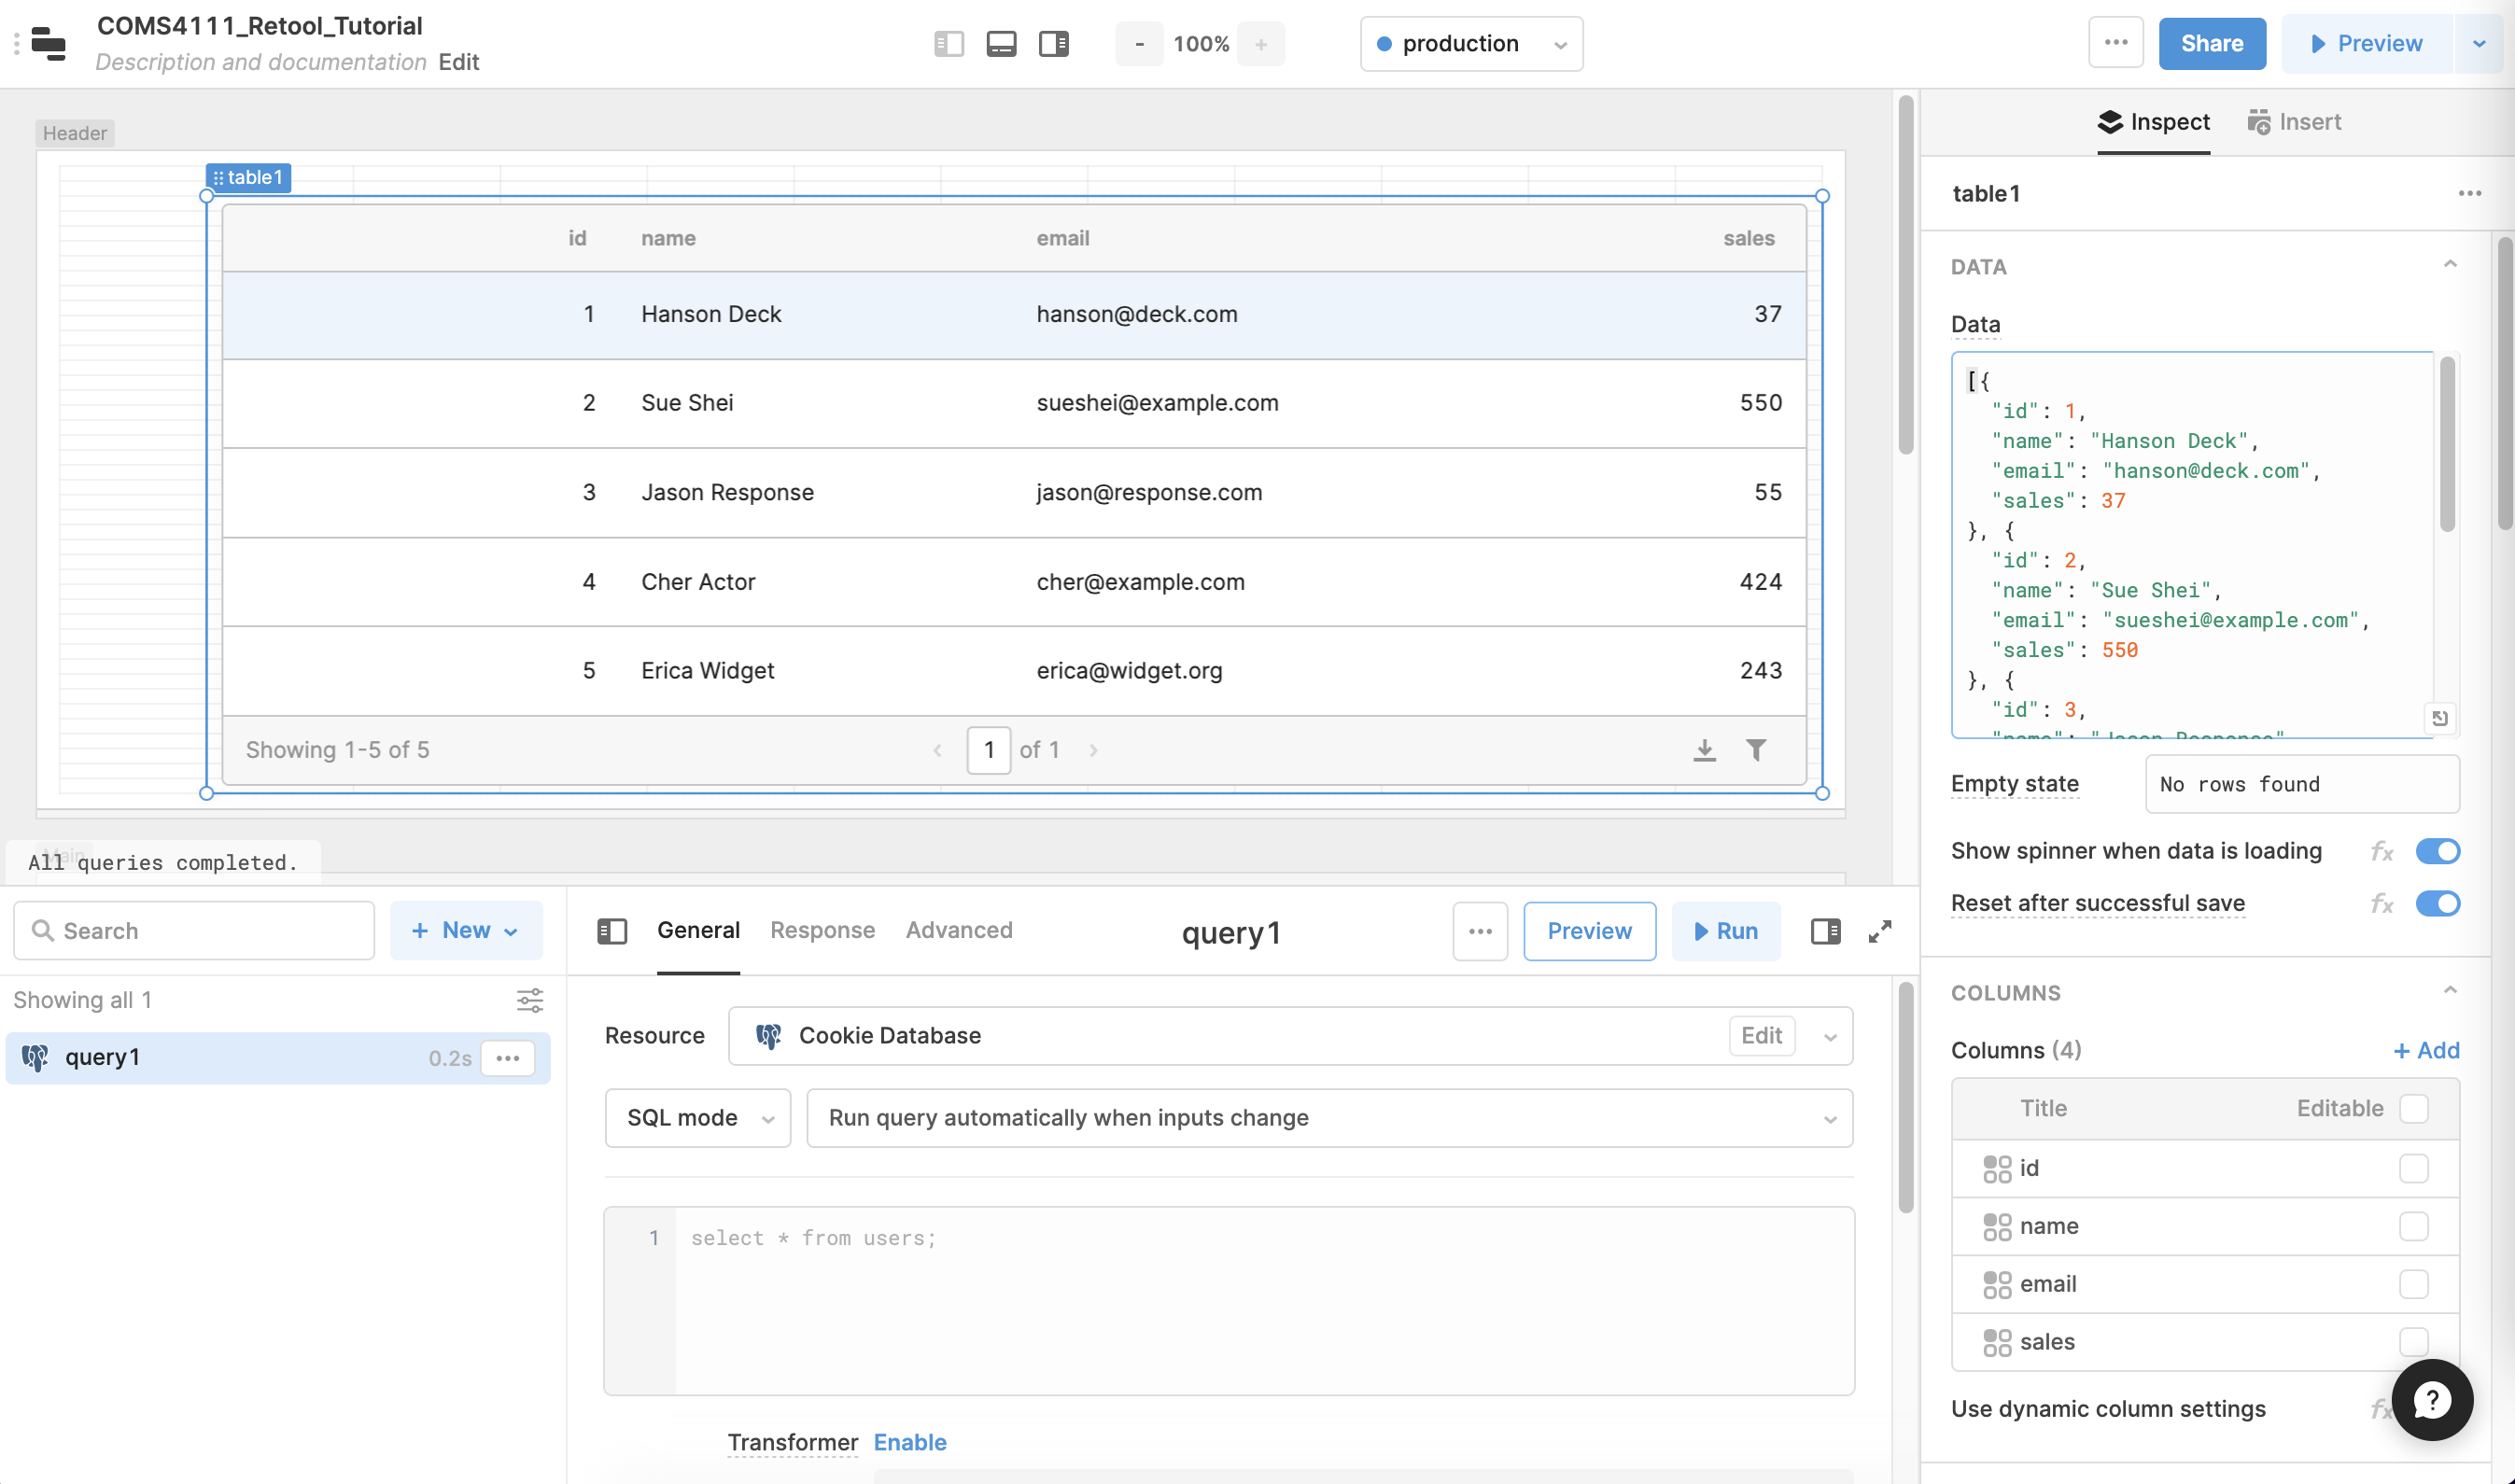 COMS4111_Retool_Tutorial
Description and documentation Edit
- 100% +
production
Share
Preview
Header
table1
id name email sales
1 Hanson Deck hanson@deck.com 37
2 Sue Shei sueshei@example.com 550
3 Jason Response jason@response.com 55
4 Cher Actor cher@example.com 424
5 Erica Widget erica@widget.org 243
Showing 1-5 of 5
1 of 1
Main
All queries completed.
Search
+ New
Showing all 1
query1 0.2s
General Response Advanced
query1
Preview
Run
Resource
Cookie Database
Edit
SQL mode
Run query automatically when inputs change
1 select * from users;
Transformer Enable
Inspect
Insert
table1
DATA
Data
[{
"id": 1,
"name": "Hanson Deck",
"email": "hanson@deck.com",
"sales": 37
}, {
"id": 2,
"name": "Sue Shei",
"email": "sueshei@example.com",
"sales": 550
}, {
"id": 3,
"name": "Jason Response"
Empty state
No rows found
Show spinner when data is loading fx
Reset after successful save fx
COLUMNS
Columns (4)
+ Add
Title Editable
id
name
email
sales
Use dynamic column settings fx
?